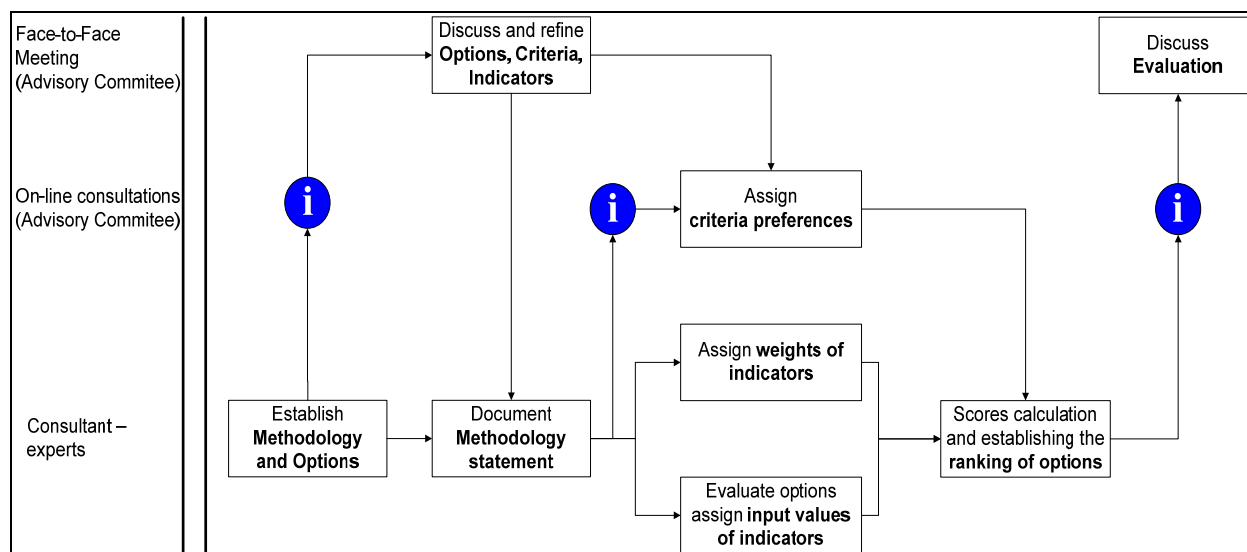 Face-to-Face
Meeting
(Advisory Commitee)
Discuss and refine
Options, Criteria,
Indicators
Discuss
Evaluation
On-line consultations
(Advisory Commitee)
i
i
Assign
criteria preferences
i
Assign weights of
indicators
Consultant –
experts
Establish
Methodology
and Options
Document
Methodology
statement
Scores calculation
and establishing the
ranking of options
Evaluate options
assign input values
of indicators